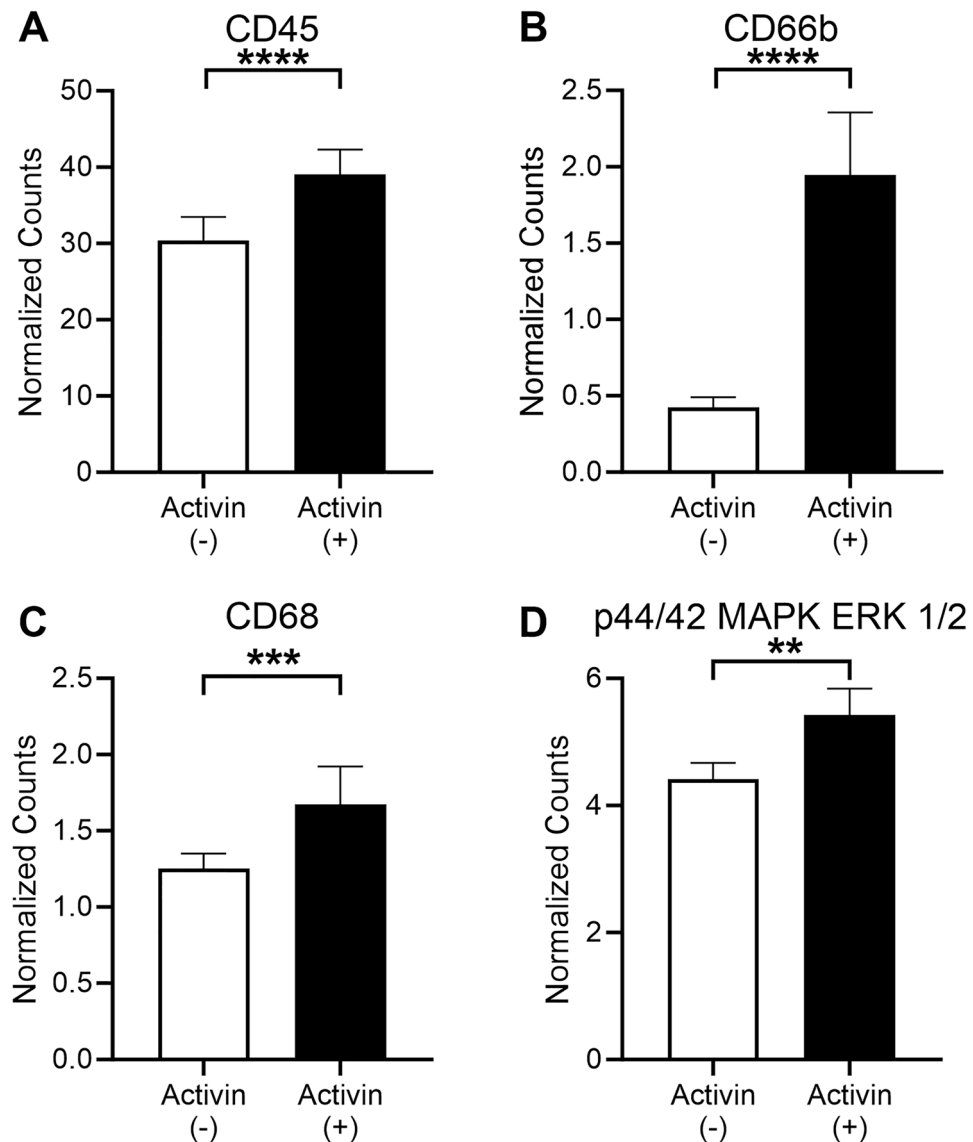 A
CD45
****
50
40
30
20
10
0
Normalized Counts
Activin
(-)
Activin
(+)
B
CD66b
****
2.5
2.0
1.5
1.0
0.5
0.0
Normalized Counts
Activin
(-)
Activin
(+)
C
CD68
***
2.5
2.0
1.5
1.0
0.5
0.0
Normalized Counts
Activin
(-)
Activin
(+)
D
p44/42 MAPK ERK 1/2
**
6
4
2
0
Normalized Counts
Activin
(-)
Activin
(+)